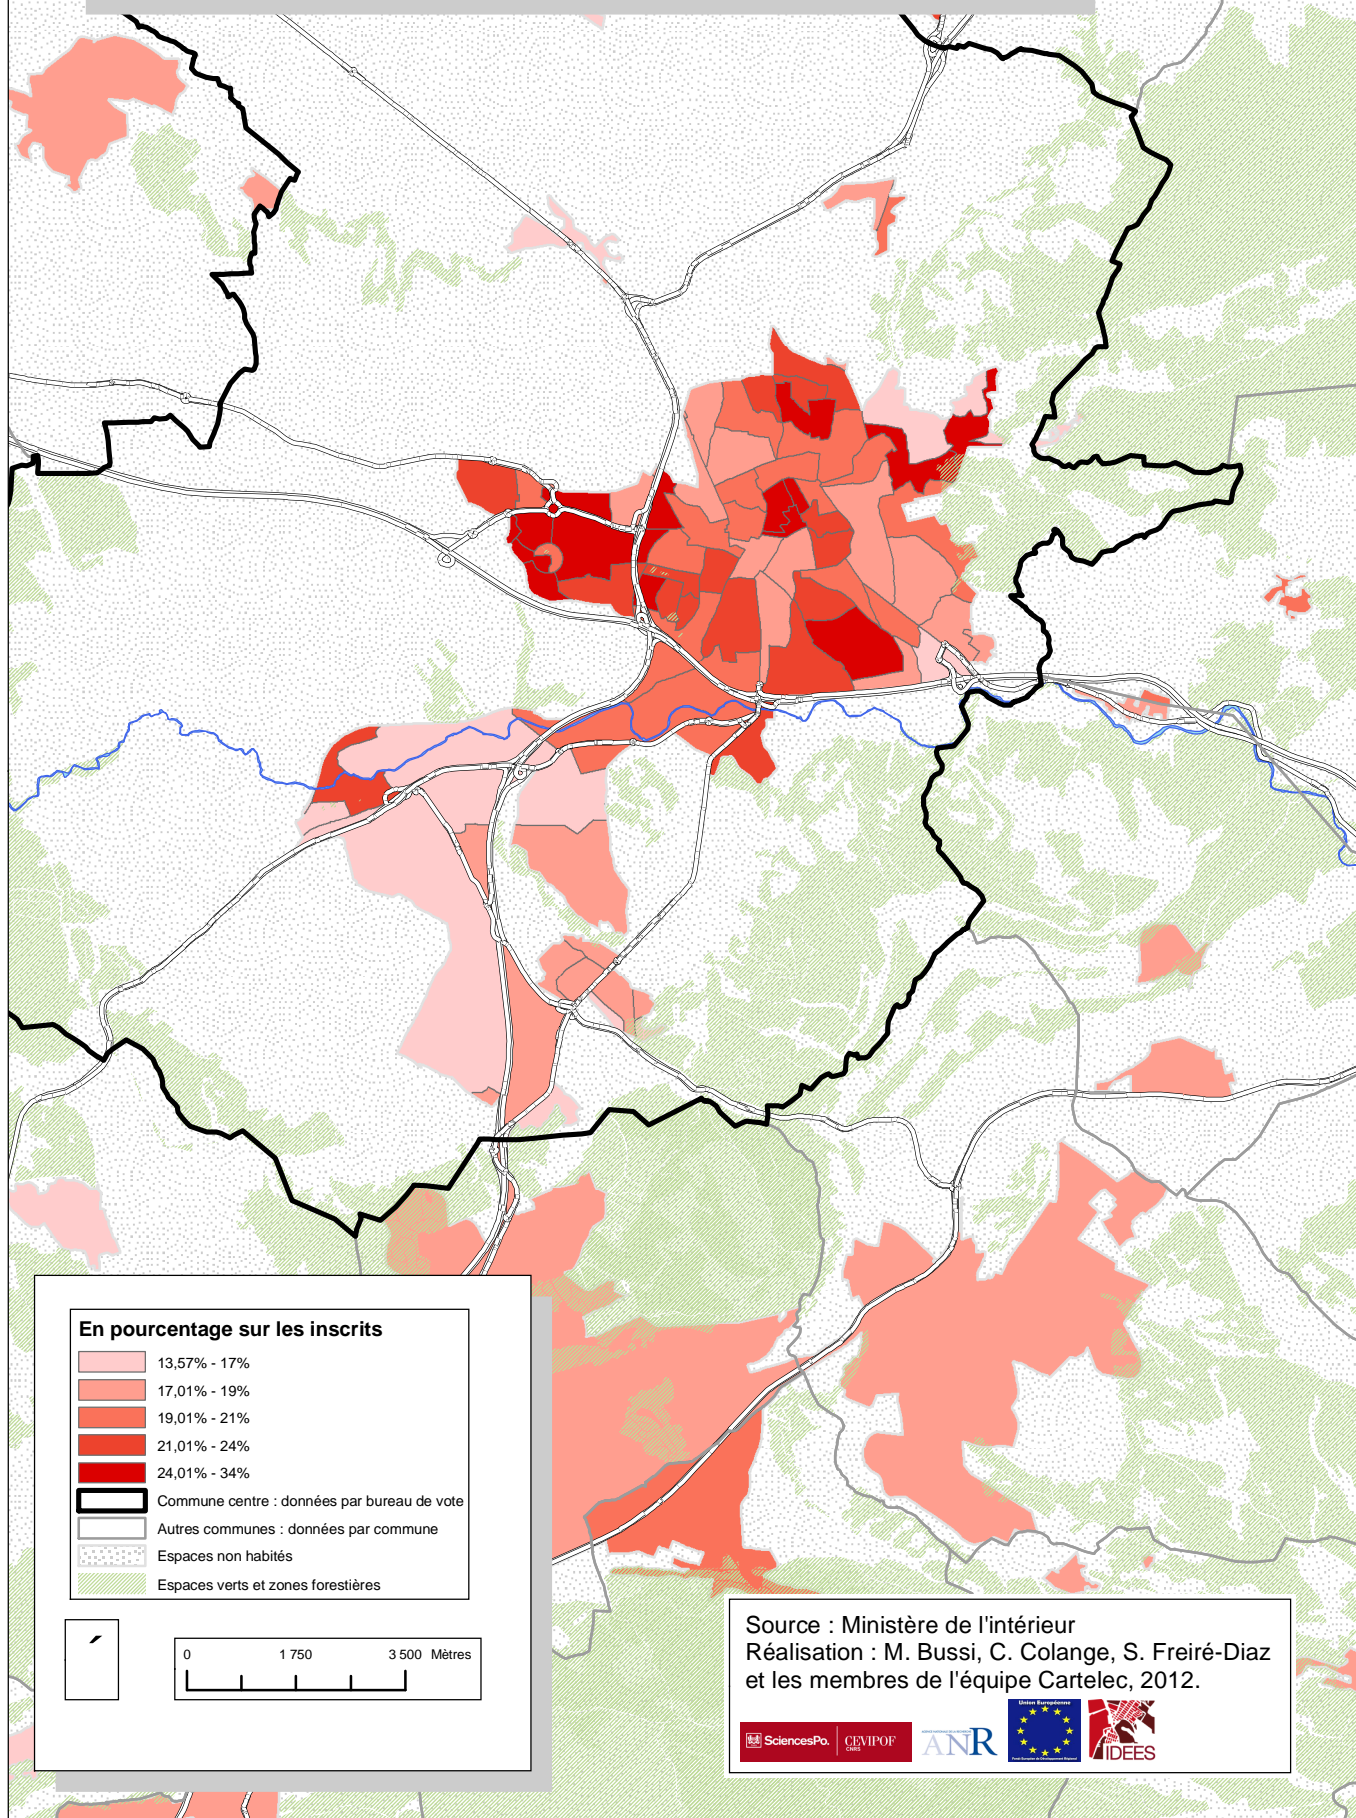 En pourcentage sur les inscrits
13,57% - 17%
17,01% - 19%
19,01% - 21%
21,01% - 24%
24,01% - 34%
Commune centre : données par bureau de vote
Autres communes : données par commune
Espaces non habités
Espaces verts et zones forestières
0 1 750 3 500 Mètres
Source : Ministère de l'intérieur
Réalisation : M. Bussi, C. Colange, S. Freiré-Diaz
et les membres de l'équipe Cartelec, 2012.
SciencesPo. CEVIPOF
CNRS
ANR
Union Européenne
IDEES